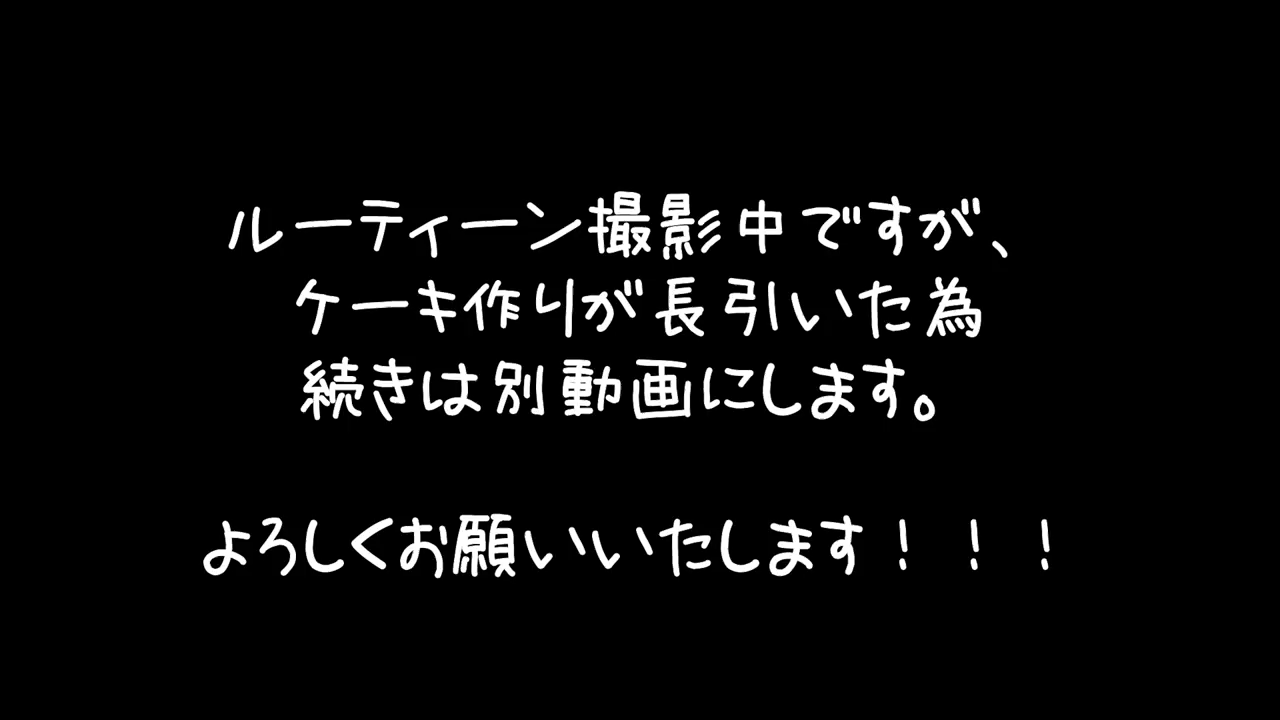 ルーティーン撮影中ですが、
ケーキ作りが長引いた為
続きは別動画にします。
よろしくお願いいたします！！！